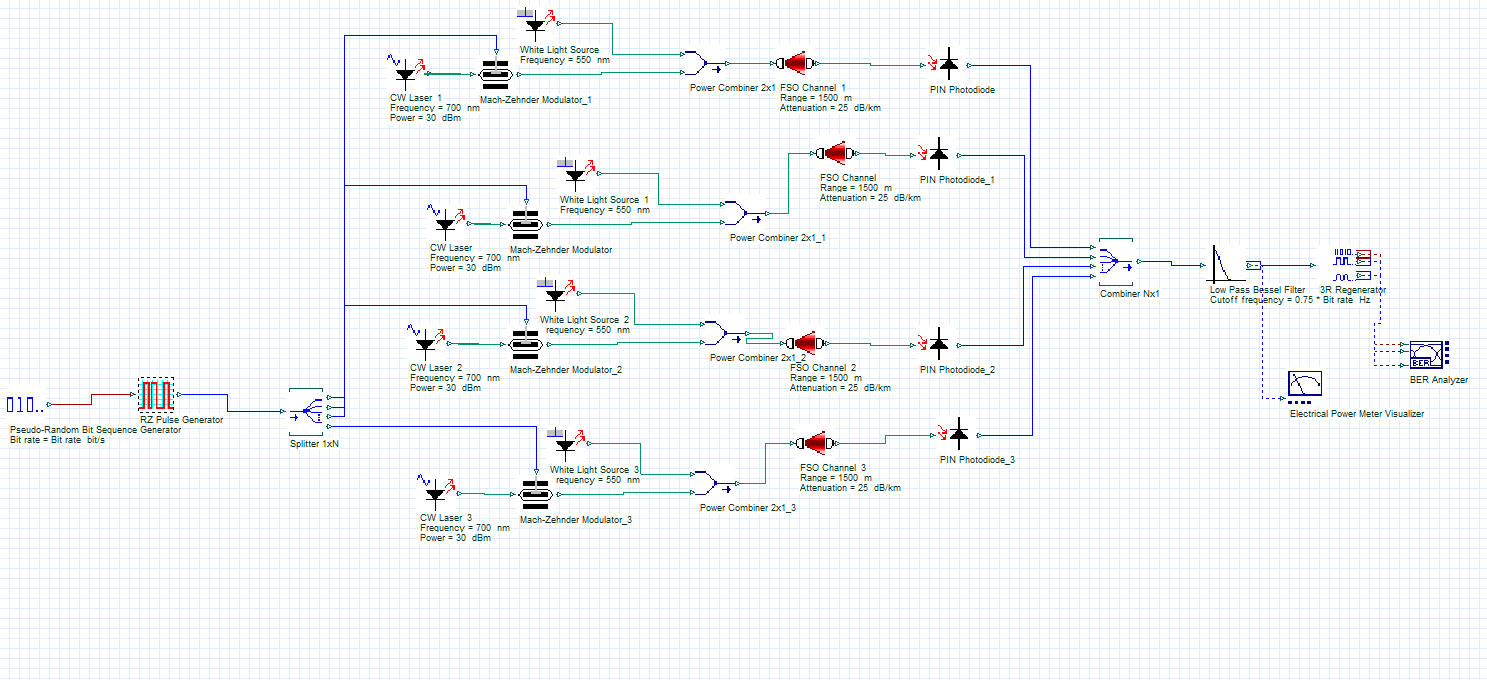 White Light Source
Frequency = 550 nm
CW Laser 1
Frequency = 700 nm
Power = 30 dBm
Mach-Zehnder Modulator_1
Power Combiner 2x1
FSO Channel 1
Range = 1500 m
Attenuation = 25 dB/km
PIN Photodiode
White Light Source 1
Frequency = 550 nm
CW Laser
Frequency = 700 nm
Power = 30 dBm
Mach-Zehnder Modulator
Power Combiner 2x1_1
FSO Channel
Range = 1500 m
Attenuation = 25 dB/km
PIN Photodiode_1
White Light Source 2
requency = 550 nm
CW Laser 2
Frequency = 700 nm
Power = 30 dBm
Mach-Zehnder Modulator_2
Power Combiner 2x1_2
FSO Channel 2
Range = 1500 m
Attenuation = 25 dB/km
PIN Photodiode_2
White Light Source 3
requency = 550 nm
CW Laser 3
Frequency = 700 nm
Power = 30 dBm
Mach-Zehnder Modulator_3
Power Combiner 2x1_3
FSO Channel 3
Range = 1500 m
Attenuation = 25 dB/km
PIN Photodiode_3
010..
Pseudo-Random Bit Sequence Generator
Bit rate = Bit rate bit/s
RZ Pulse Generator
Splitter 1xN
Combiner Nx1
Low Pass Bessel Filter
Cutoff frequency = 0.75 * Bit rate Hz
1010..
3R Regenerator
BER
BER Analyzer
Electrical Power Meter Visualizer